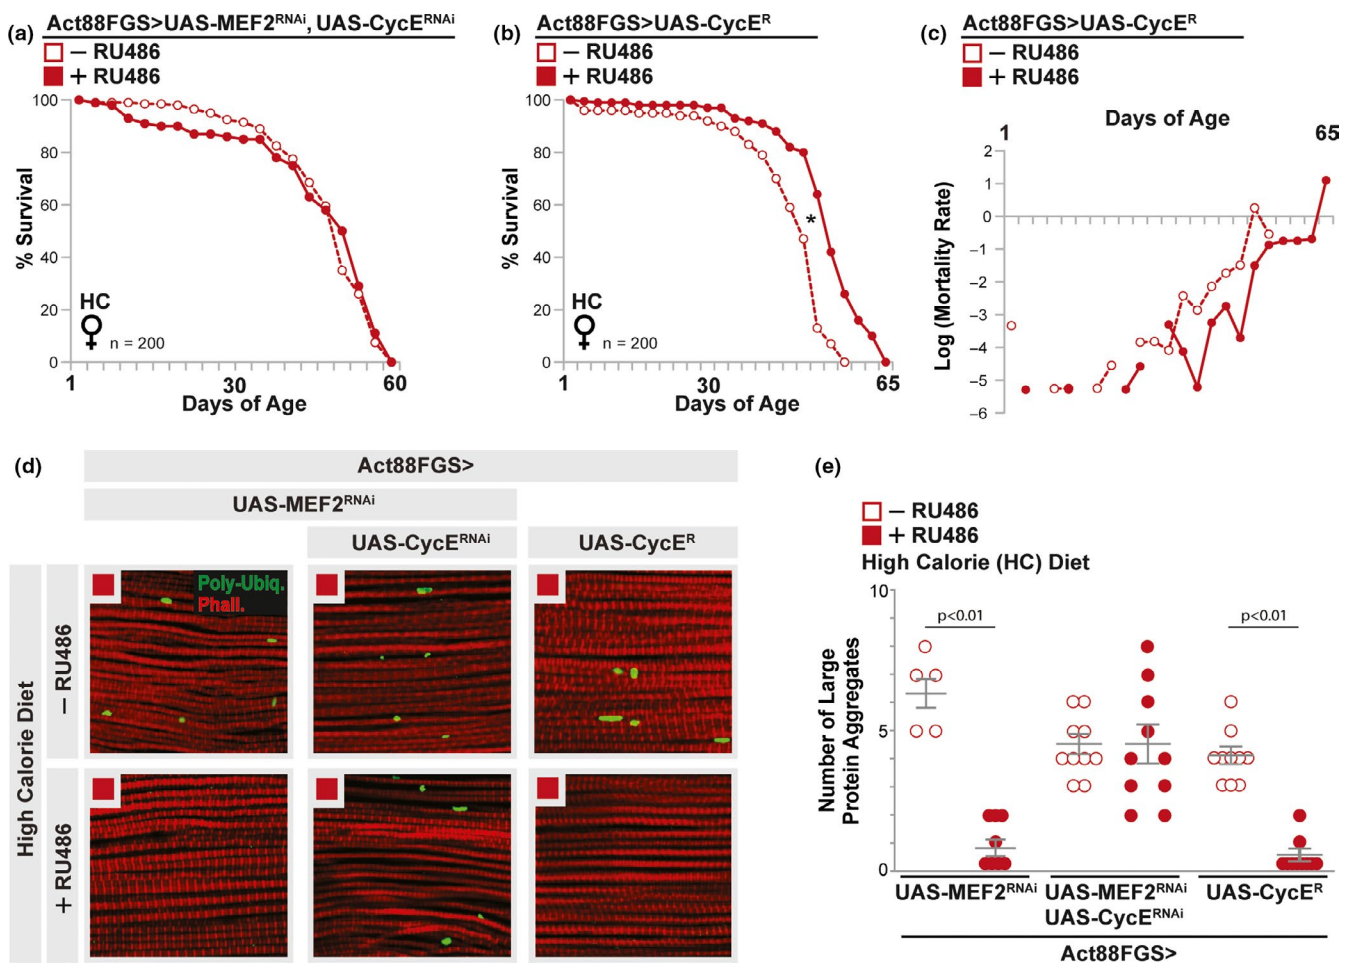 (a) Act88FGS>UAS-MEF2RNAi, UAS-CycERNAi
− RU486
+ RU486
100
80
60
40
20
0
% Survival
HC
♀ n = 200
1 30 60
Days of Age
(b) Act88FGS>UAS-CycER
− RU486
+ RU486
100
80
60
40
20
0
% Survival
*
HC
♀ n = 200
1 30 65
Days of Age
(c) Act88FGS>UAS-CycER
− RU486
+ RU486
Days of Age
1 65
2
1
0
−1
−2
−3
−4
−5
−6
Log (Mortality Rate)
(d)
Act88FGS>
UAS-MEF2RNAi
UAS-CycERNAi UAS-CycER
High Calorie Diet
− RU486
+ RU486
Poly-Ubiq.
Phall.
(e)
− RU486
+ RU486
High Calorie (HC) Diet
10
5
0
Number of Large
Protein Aggregates
p<0.01 p<0.01
UAS-MEF2RNAi UAS-MEF2RNAi UAS-CycER
UAS-CycERNAi
Act88FGS>